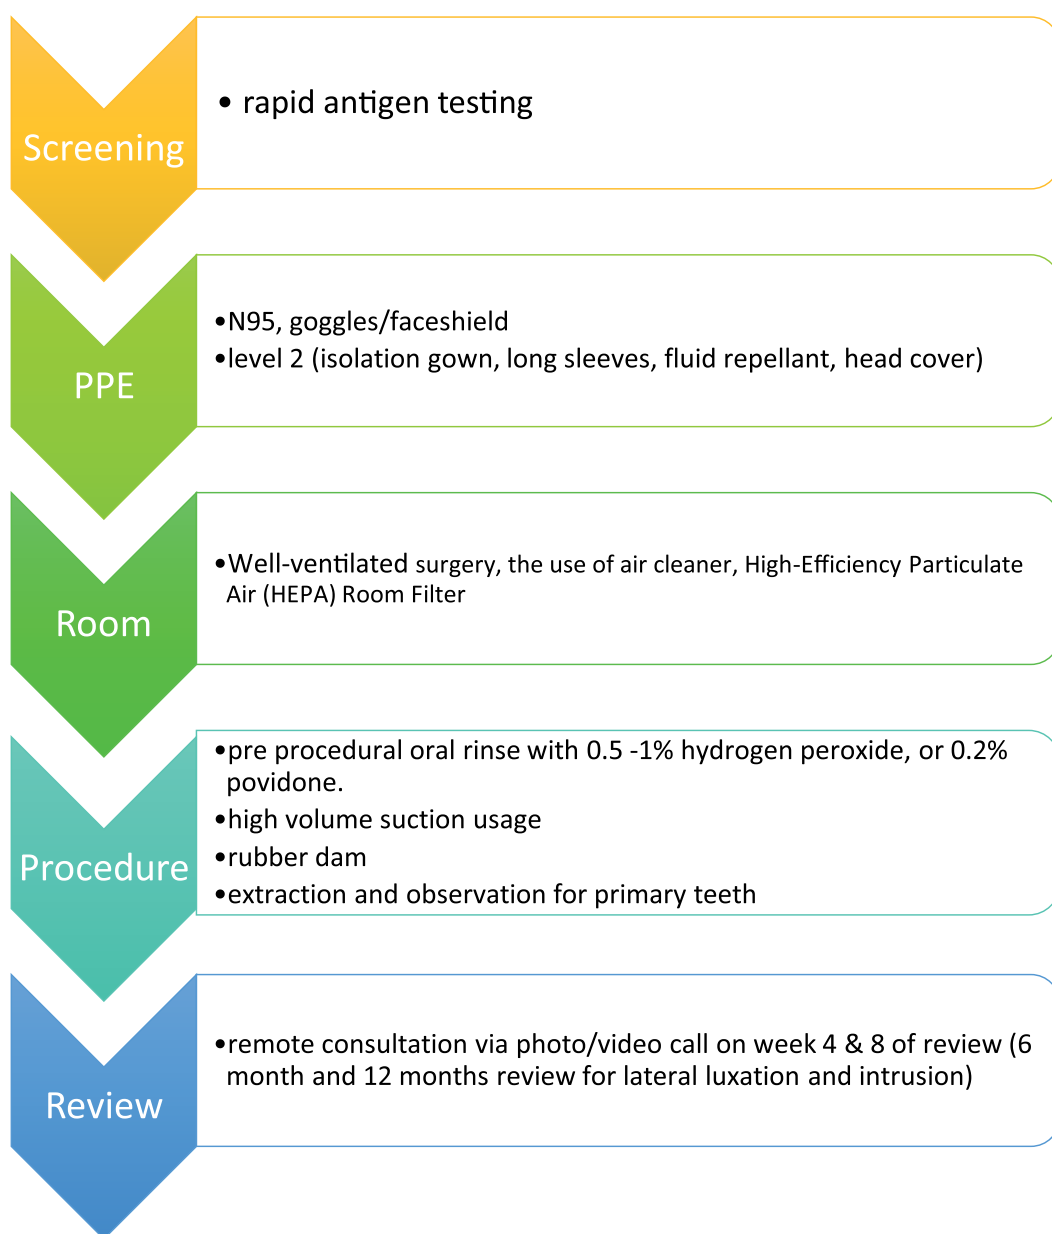 Screening
• rapid antigen testing
PPE
•N95, goggles/faceshield
•level 2 (isolation gown, long sleeves, fluid repellant, head cover)
Room
•Well-ventilated surgery, the use of air cleaner, High-Efficiency Particulate
Air (HEPA) Room Filter
Procedure
•pre procedural oral rinse with 0.5 -1% hydrogen peroxide, or 0.2%
povidone.
•high volume suction usage
•rubber dam
•extraction and observation for primary teeth
Review
•remote consultation via photo/video call on week 4 & 8 of review (6
month and 12 months review for lateral luxation and intrusion)